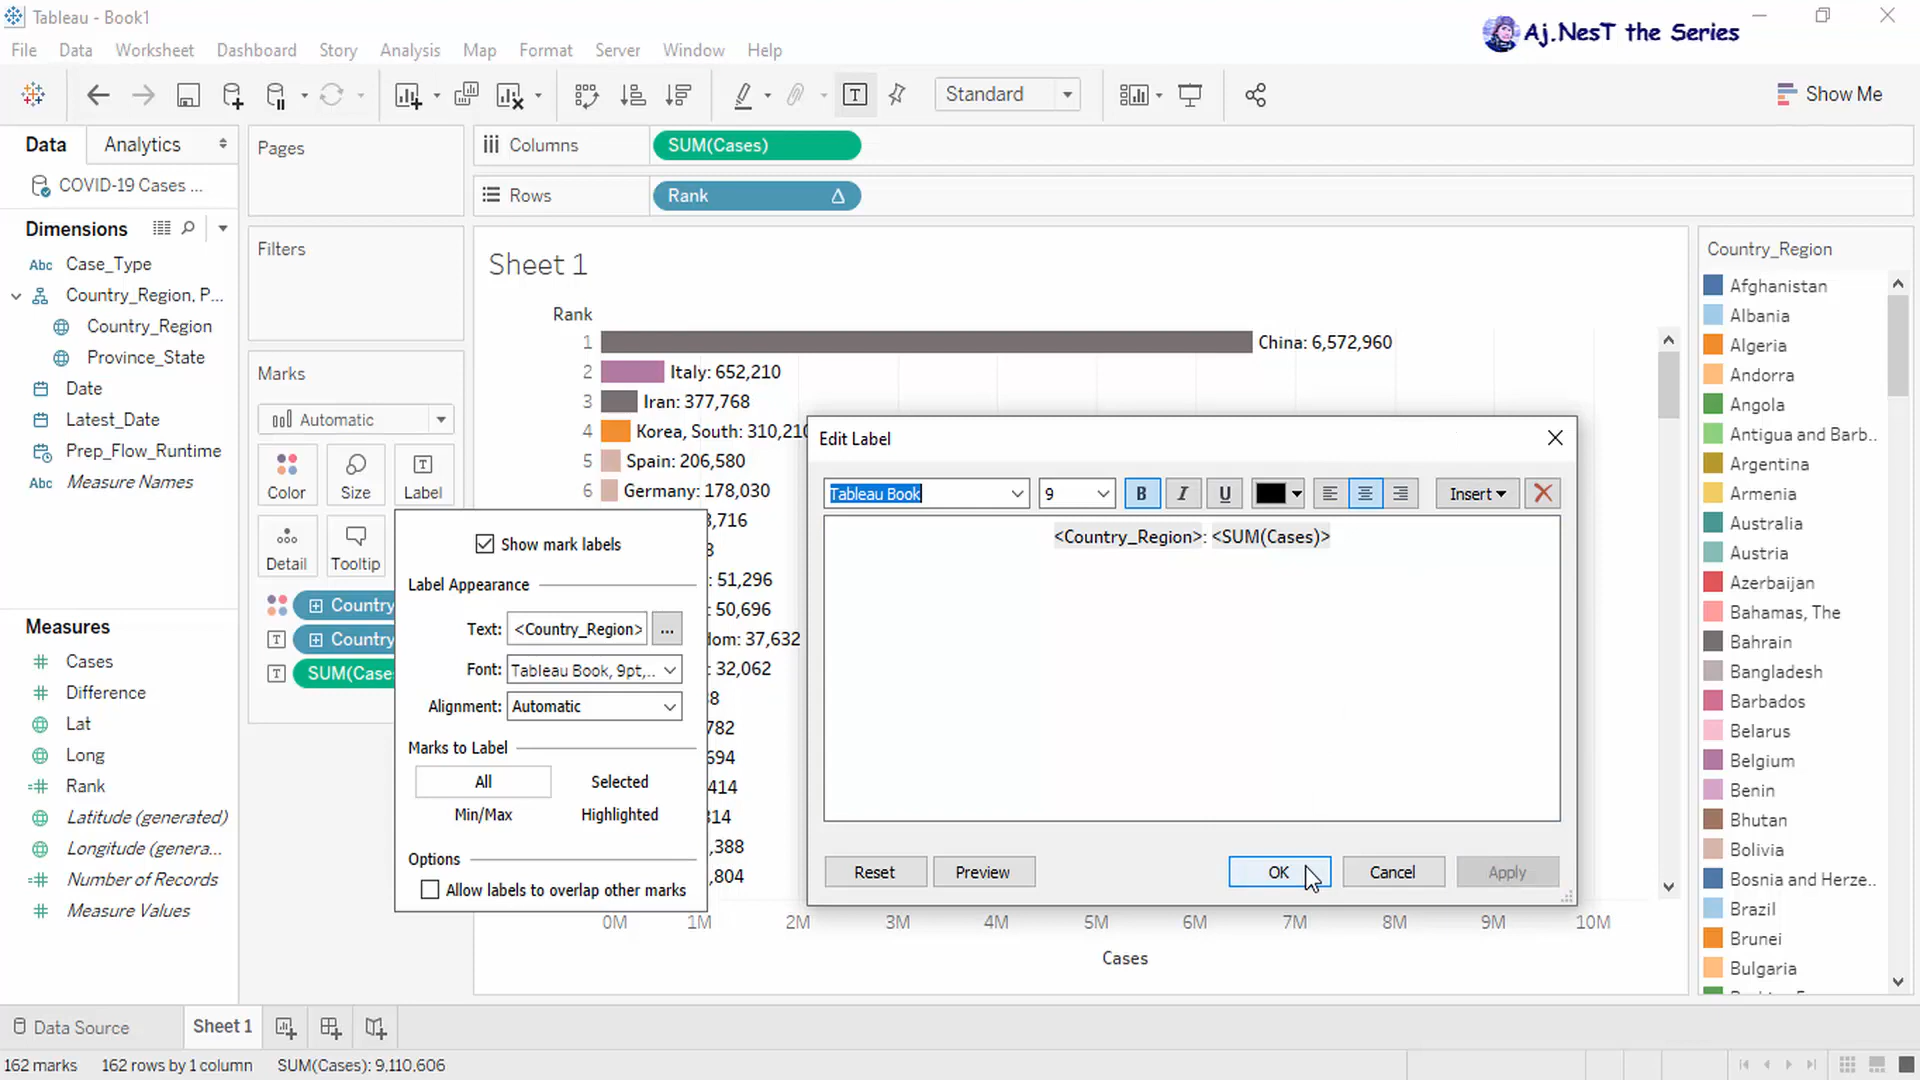 Tableau - Book1
Aj.NesT the Series
File Data Worksheet Dashboard Story Analysis Map Format Server Window Help
Standard
Show Me
Data
Analytics
COVID-19 Cases ...
Dimensions
Abc Case_Type
Country_Region, P...
Country_Region
Province_State
Date
Latest_Date
Prep_Flow_Runtime
Abc Measure Names
Measures
Cases
Difference
Lat
Long
Rank
Latitude (generated)
Longitude (genera...
Number of Records
Measure Values
Pages
Filters
Marks
Automatic
Color Size Label
Detail Tooltip
Country
Country
SUM(Case
Columns SUM(Cases)
Rows Rank
Sheet 1
Rank
1 China: 6,572,960
2 Italy: 652,210
3 Iran: 377,768
4 Korea, South: 310,210
5 Spain: 206,580
6 Germany: 178,030
,716
: 51,296
: 50,696
dom: 37,632
: 32,062
782
694
414
314
,388
,804
0M 1M 2M 3M 4M 5M 6M 7M 8M 9M 10M
Cases
Show mark labels
Label Appearance
Text: <Country_Region> ...
Font: Tableau Book, 9pt,..
Alignment: Automatic
Marks to Label
All Selected
Min/Max Highlighted
Options
Allow labels to overlap other marks
Edit Label
Tableau Book 9 B I U Insert
<Country_Region>: <SUM(Cases)>
Reset Preview OK Cancel Apply
Country_Region
Afghanistan
Albania
Algeria
Andorra
Angola
Antigua and Barb..
Argentina
Armenia
Australia
Austria
Azerbaijan
Bahamas, The
Bahrain
Bangladesh
Barbados
Belarus
Belgium
Benin
Bhutan
Bolivia
Bosnia and Herze..
Brazil
Brunei
Bulgaria
Data Source
Sheet 1
162 marks 162 rows by 1 column SUM(Cases): 9,110,606